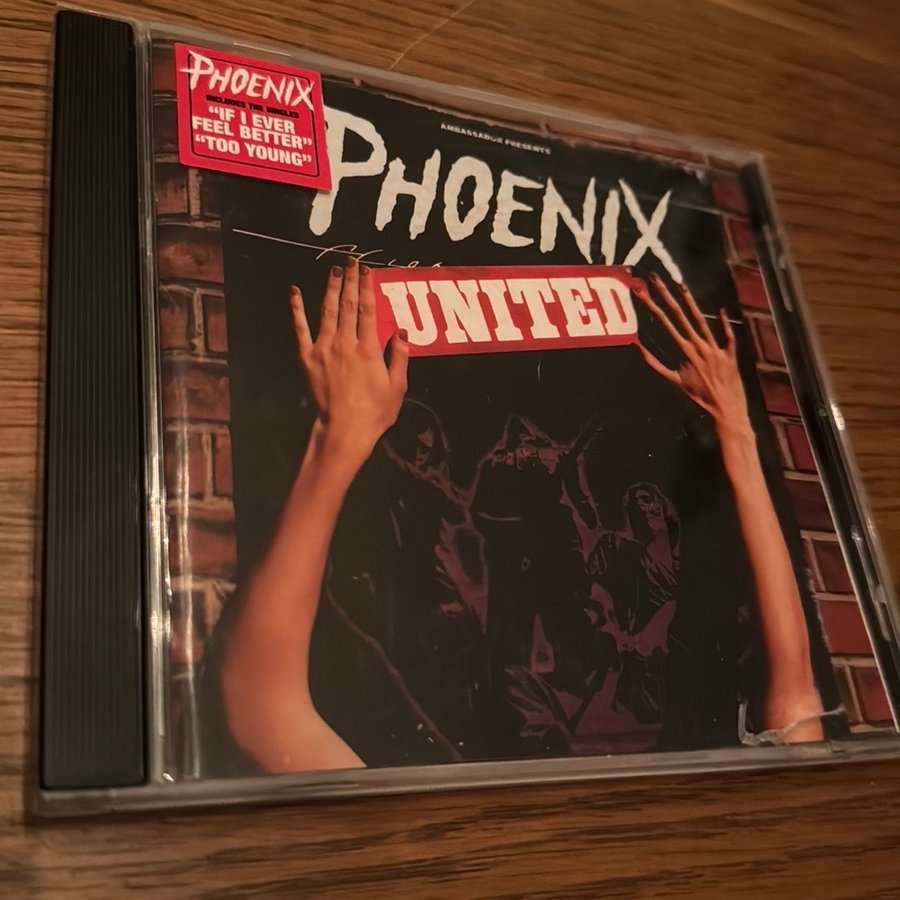 PHOENIX
INCLUDES THE SINGLES
“IF I EVER
FEEL BETTER”
“TOO YOUNG”
AMBASSADOR PRESENTS
PHOENIX
UNITED